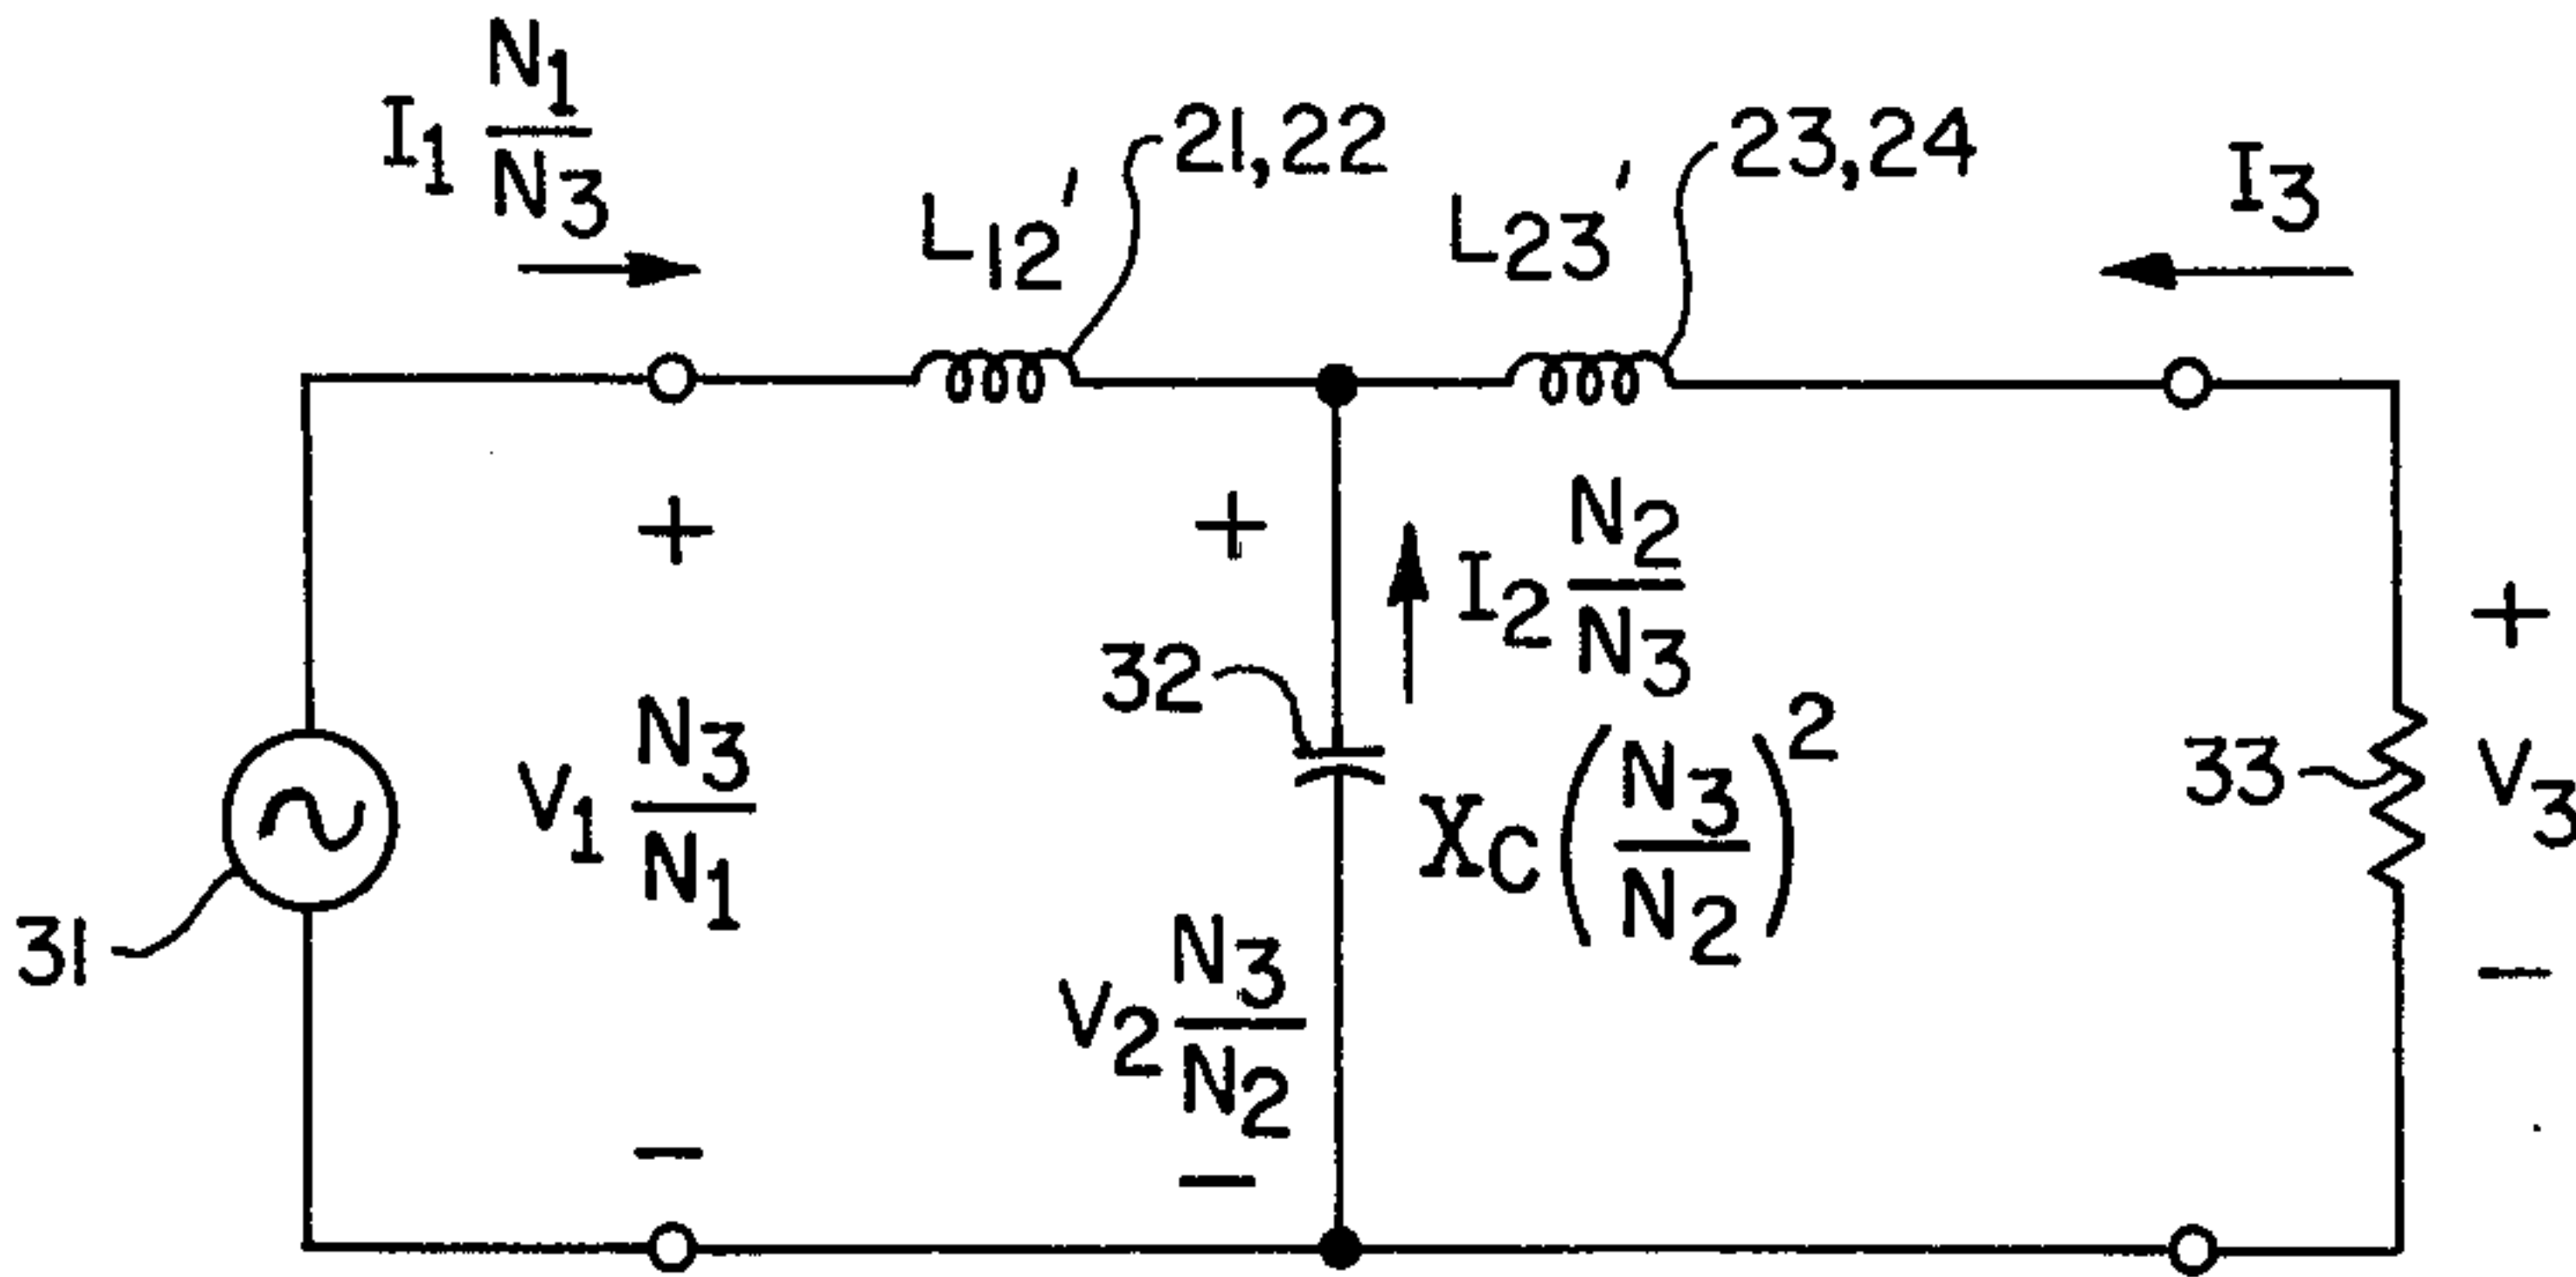 I₁ N₁/N₃
L₁₂′
21,22
L₂₃′
23,24
I₃
+
+
I₂ N₂/N₃
+
32
X_C (N₃/N₂)²
V₁ N₃/N₁
33
V₃
31
V₂ N₃/N₂
−
−
−